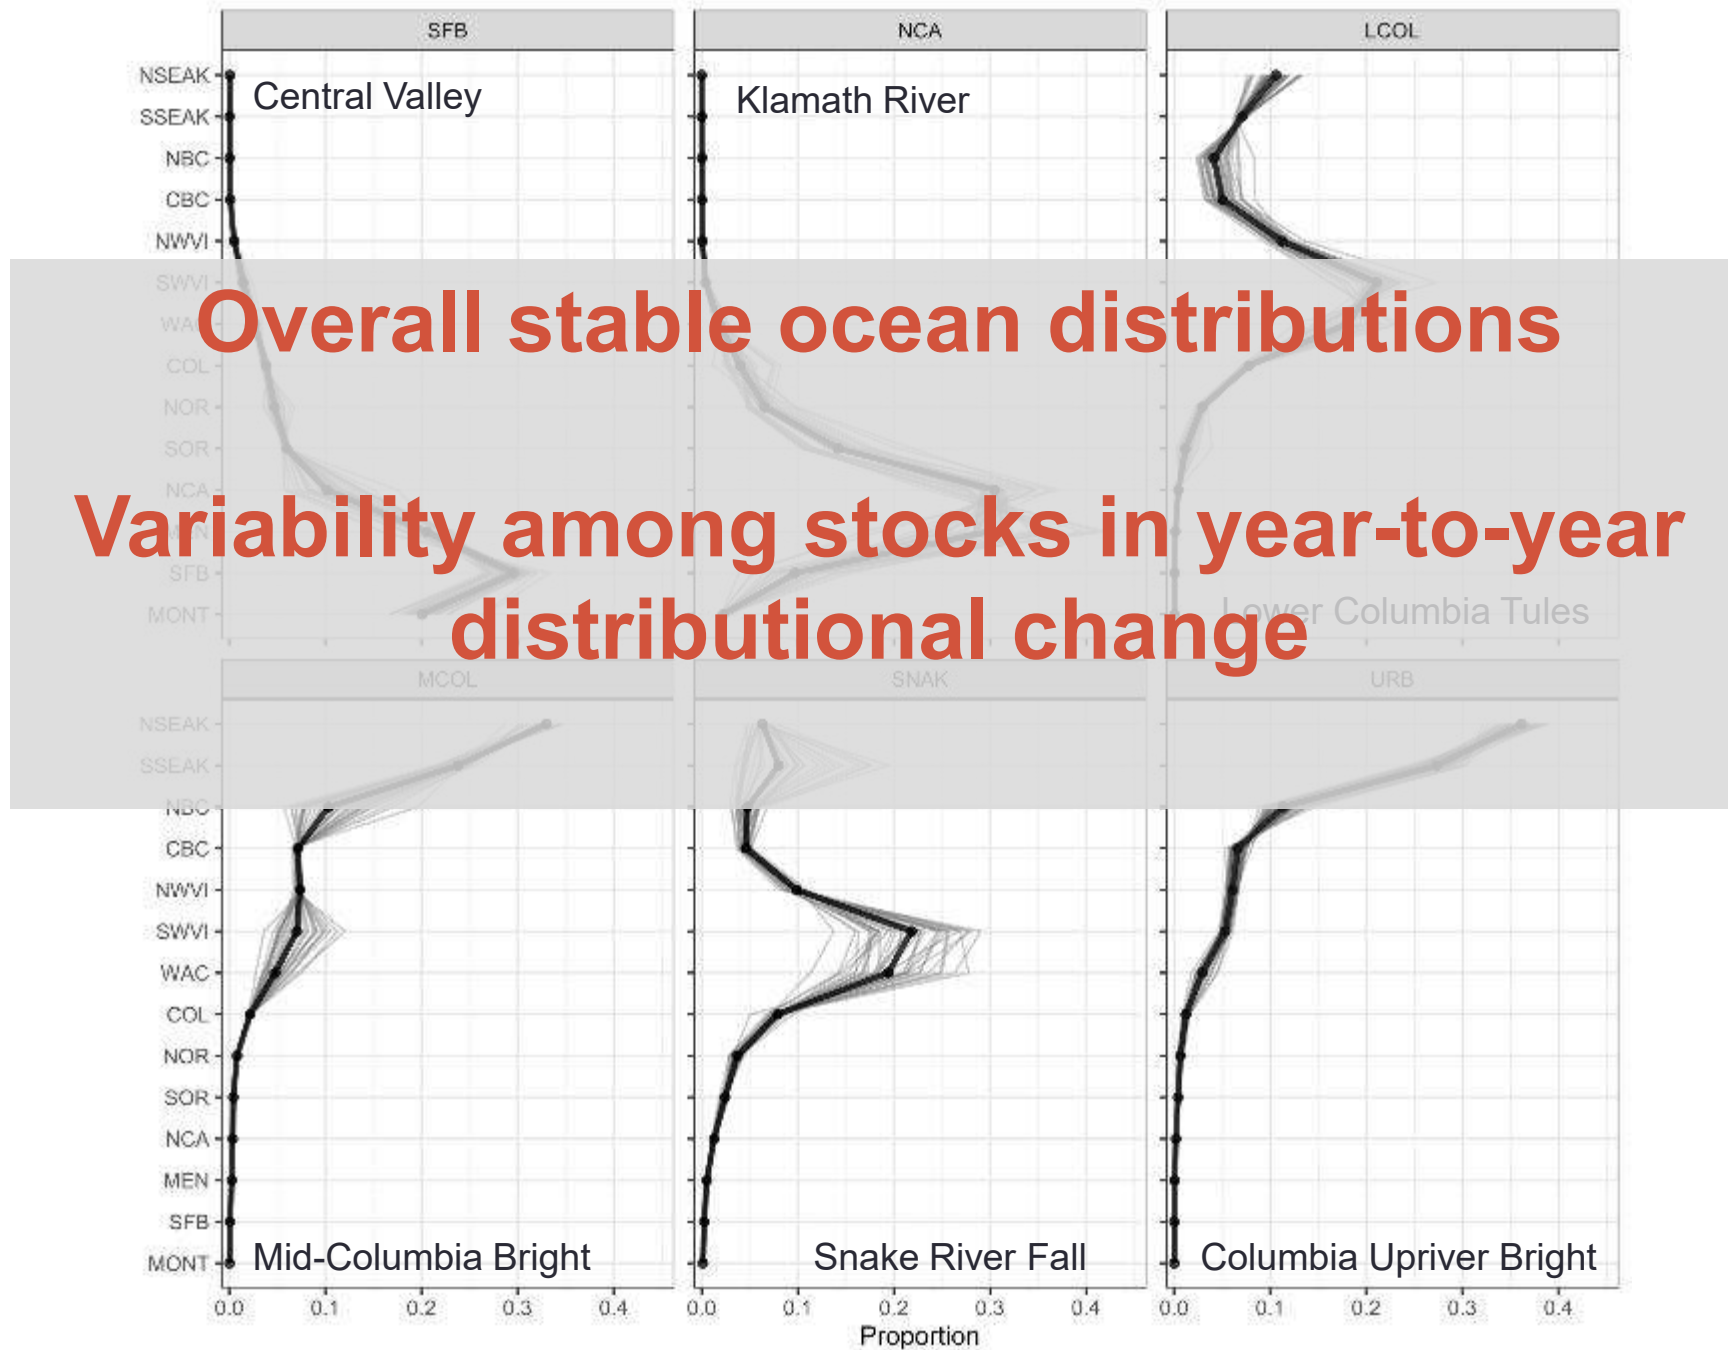 SFB NCA LCOL
NSEAK
Central Valley
Klamath River
SSEAK
NBC
CBC
NWVI
SWVI
Overall stable ocean distributions
WAC
COL
NOR
SOR
NCA
Variability among stocks in year-to-year
MEN
SFB
distributional change
MONT
Lower Columbia Tules
MCOL SNAK URB
NSEAK
SSEAK
NBC
CBC
NWVI
SWVI
WAC
COL
NOR
SOR
NCA
MEN
SFB
MONT
Mid-Columbia Bright
Snake River Fall
Columbia Upriver Bright
0.0 0.1 0.2 0.3 0.4 0.0 0.1 0.2 0.3 0.4 0.0 0.1 0.2 0.3 0.4
Proportion